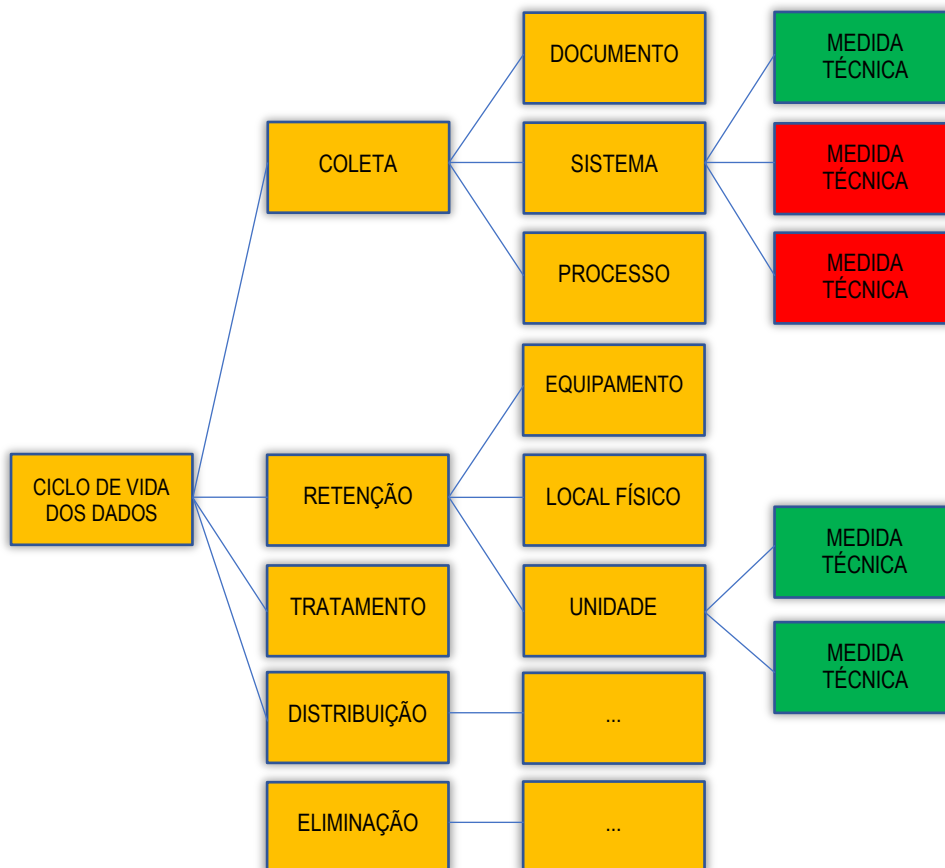 DOCUMENTO
MEDIDA
TÉCNICA
COLETA
SISTEMA
MEDIDA
TÉCNICA
PROCESSO
MEDIDA
TÉCNICA
EQUIPAMENTO
CICLO DE VIDA
DOS DADOS
RETENÇÃO
LOCAL FÍSICO
MEDIDA
TÉCNICA
TRATAMENTO
UNIDADE
MEDIDA
TÉCNICA
DISTRIBUIÇÃO
...
ELIMINAÇÃO
...